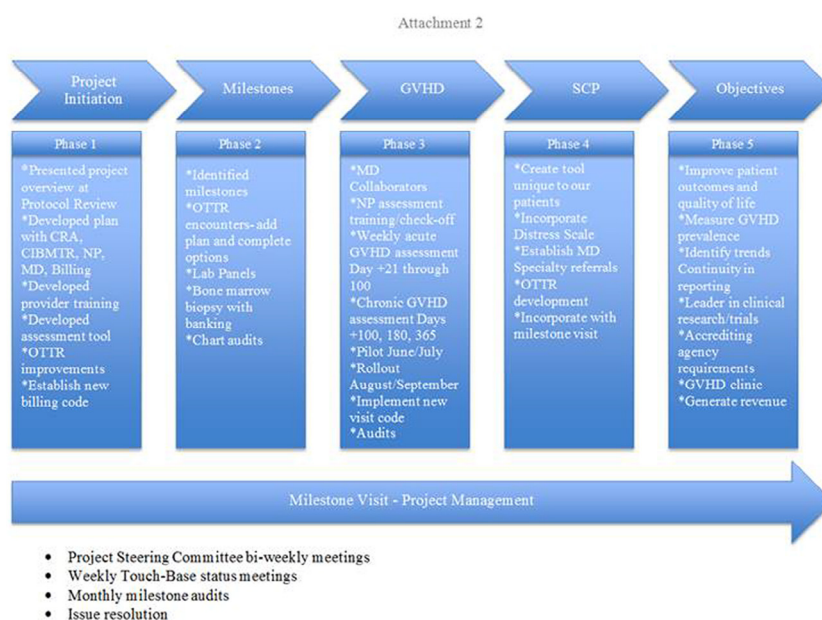 Attachment 2
Project
Initiation
Milestones
GVHD
SCP
Objectives
Phase 1
*Presented project
overview at
Protocol Review
*Developed plan
with CRA,
CIBMTR, NP,
MD, Billing
*Developed
provider training
*Developed
assessment tool
*OTTR
improvements
*Establish new
billing code
Phase 2
*Identified
milestones
*OTTR
encounters- add
plan and complete
options
*Lab Panels
*Bone marrow
biopsy with
banking
*Chart audits
Phase 3
*MD
Collaborators
*NP assessment
training/check-off
*Weekly acute
GVHD assessment
Day +21 through
100
*Chronic GVHD
assessment Days
+100, 180, 365
*Pilot June/July
*Rollout
August/September
*Implement new
visit code
*Audits
Phase 4
*Create tool
unique to our
patients
*Incorporate
Distress Scale
*Establish MD
Specialty referrals
*OTTR
development
*Incorporate with
milestone visit
Phase 5
*Improve patient
outcomes and
quality of life
*Measure GVHD
prevalence
*Identify trends
Continuity in
reporting
*Leader in clinical
research/trials
*Accrediting
agency
requirements
*GVHD clinic
*Generate revenue
Milestone Visit - Project Management
• Project Steering Committee bi-weekly meetings
• Weekly Touch-Base status meetings
• Monthly milestone audits
• Issue resolution